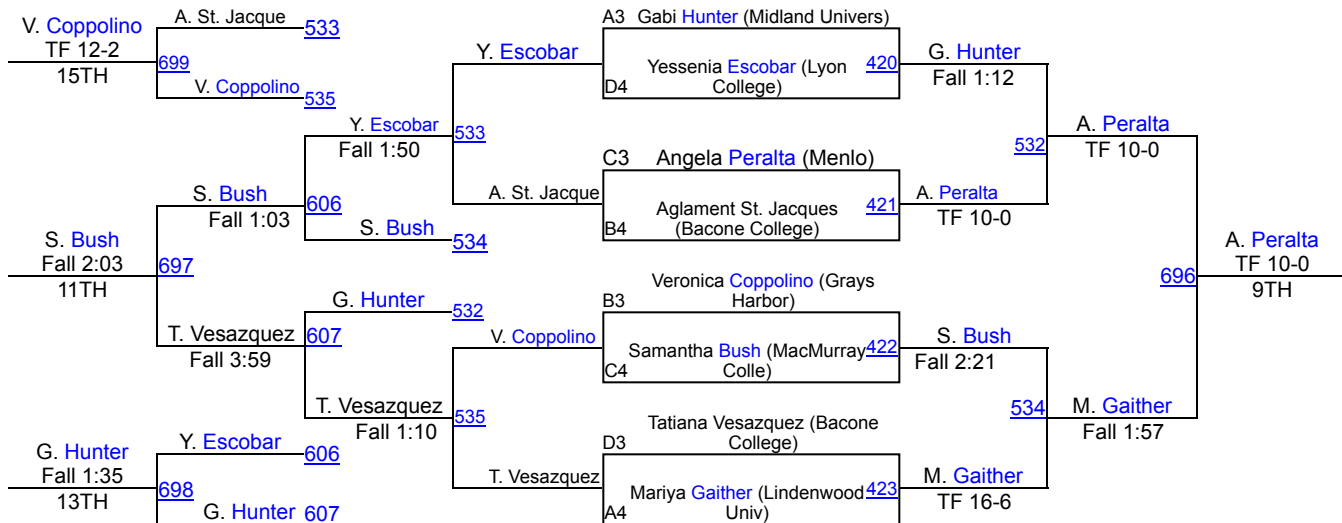 V. Coppolino
TF 12-2
15TH
A. St. Jacque
533
699
V. Coppolino
535
Y. Escobar
Fall 1:50
533
S. Bush
Fall 1:03
606
S. Bush
534
S. Bush
Fall 2:03
11TH
697
G. Hunter
532
T. Vesazquez
Fall 3:59
607
T. Vesazquez
Fall 1:10
535
G. Hunter
Fall 1:35
13TH
Y. Escobar
606
698
G. Hunter 607
Y. Escobar
A. St. Jacque
V. Coppolino
T. Vesazquez
A3 Gabi Hunter (Midland Univers)
Yessenia Escobar (Lyon
College)
420
D4
C3 Angela Peralta (Menlo)
Aglament St. Jacques
(Bacone College)
421
B4
Veronica Coppolino (Grays
Harbor)
B3
Samantha Bush (MacMurray
Colle)
422
C4
Tatiana Vesazquez (Bacone
College)
D3
Mariya Gaither (Lindenwood
Univ)
423
A4
G. Hunter
Fall 1:12
532
A. Peralta
TF 10-0
S. Bush
Fall 2:21
534
M. Gaither
TF 16-6
A. Peralta
TF 10-0
696
M. Gaither
Fall 1:57
A. Peralta
TF 10-0
9TH